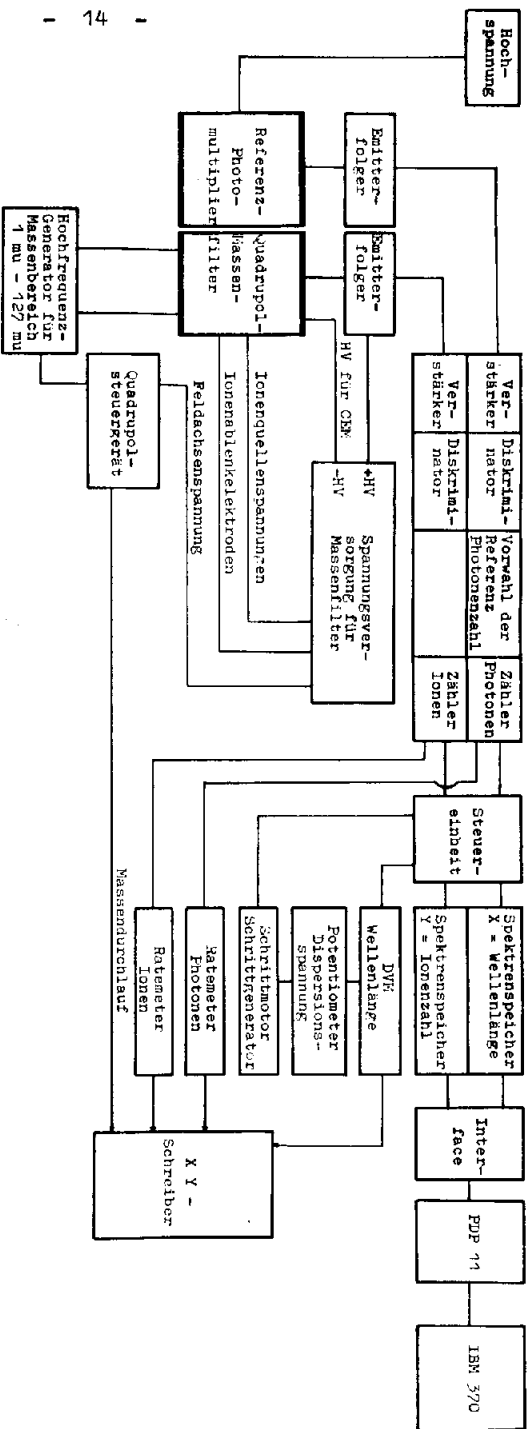 - 14 -
Hoch-
spannung
Referenz-
Photo-
multiplier
Emitter-
folger
Quadrupol-
Massen-
filter
Emitter-
folger
Hochfrequenz-
Generator für
Massenbereich
1 mu - 127 mu
Quadrupol-
steuergerät
HV für CEM
Ionenquellenspannungen
Ionenablenkelektroden
Feldachsenspannung
+HV
-HV
Spannungsver-
sorgung für
Massenfilter
Ver-
stärker
Diskrimi-
nator
Vorwahl der
Referenz
Photonenzahl
Zähler
Photonen
Ver-
stärker
Diskrimi-
nator
Zähler
Ionen
Steuer-
einheit
Spektrenspeicher
X = Wellenlänge
Spektrenspeicher
Y = Ionenzahl
Inter-
face
PDP 11
IBM 370
DVM
Wellenlänge
Potentiometer
Dispersions-
spannung
Schrittmotor
Schrittgenerator
Ratemeter
Photonen
Ratemeter
Ionen
Massendurchlauf
X Y -
Schreiber